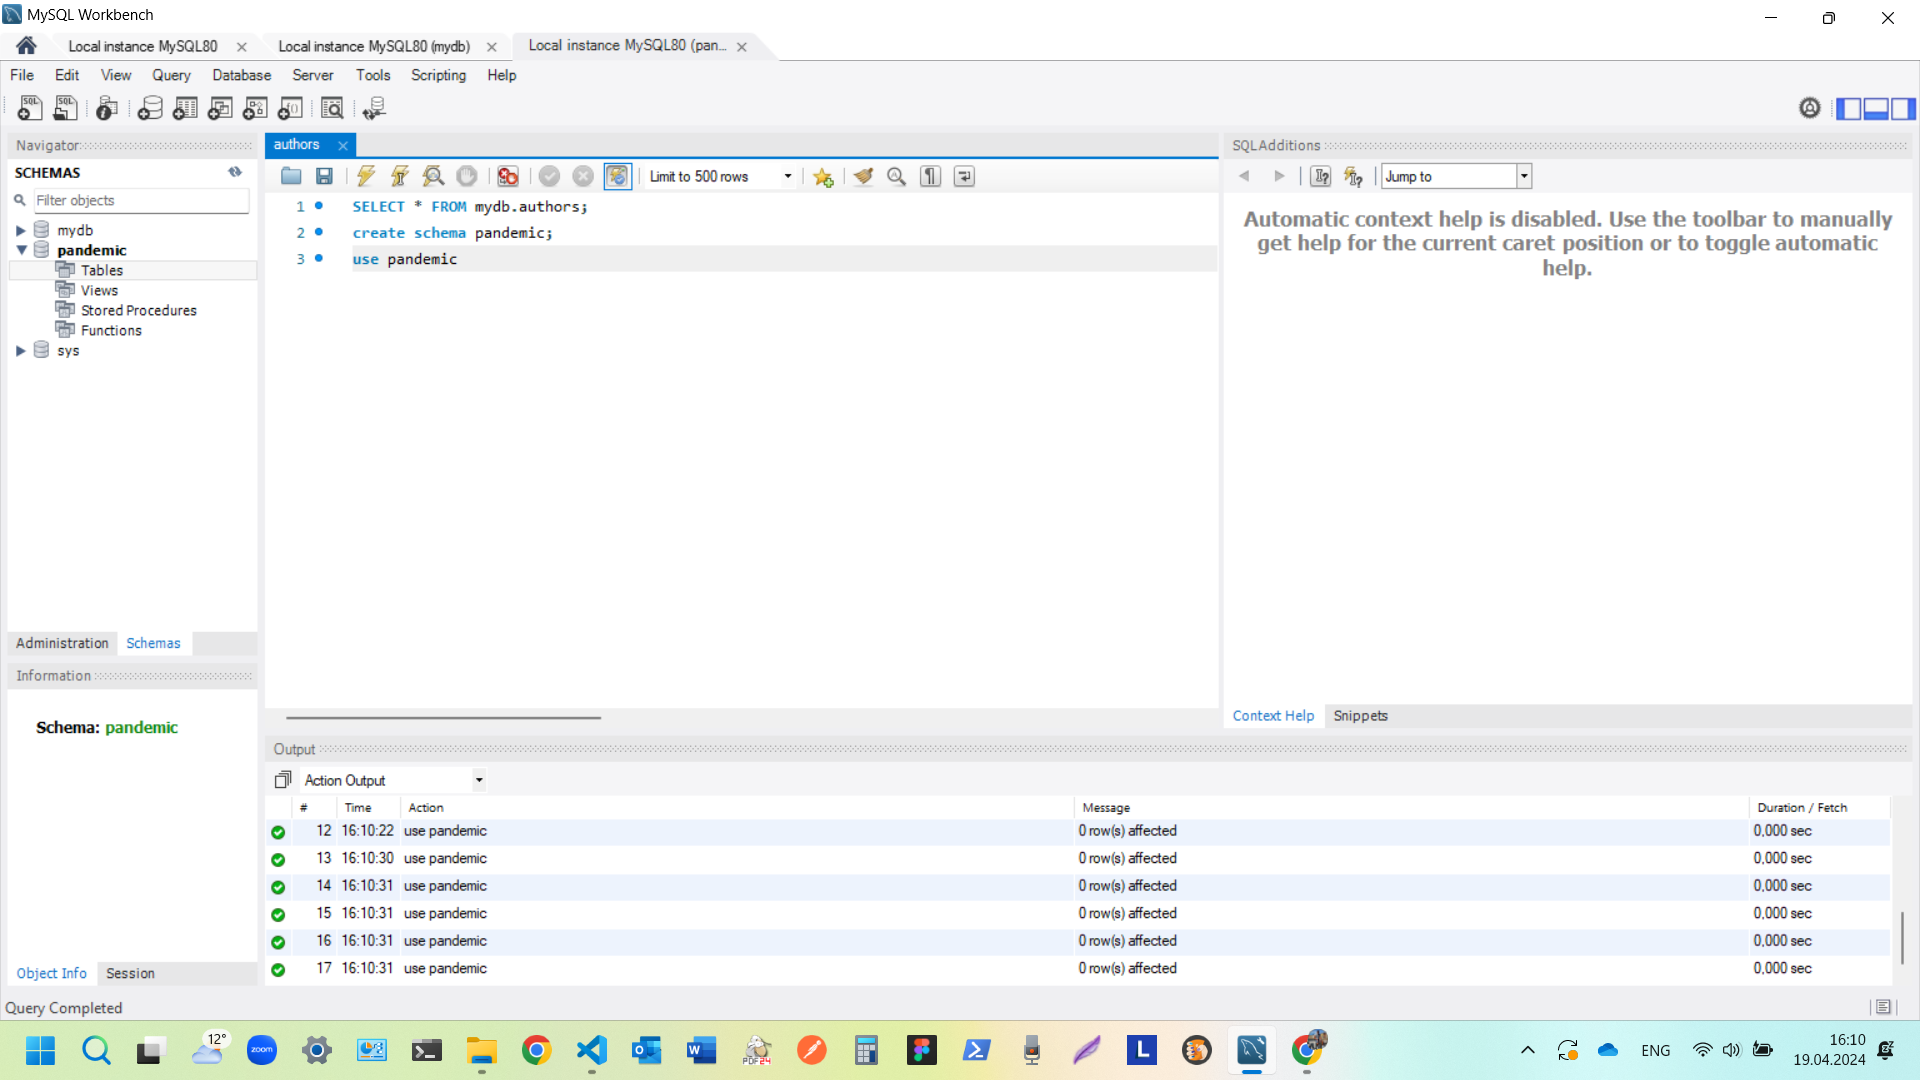 MySQL Workbench
Local instance MySQL80
Local instance MySQL80 (mydb)
Local instance MySQL80 (pan...
File Edit View Query Database Server Tools Scripting Help
Navigator
SCHEMAS
Filter objects
mydb
pandemic
Tables
Views
Stored Procedures
Functions
sys
Administration Schemas
Information
Schema: pandemic
Object Info Session
Query Completed
authors
Limit to 500 rows
1 SELECT * FROM mydb.authors;
2 create schema pandemic;
3 use pandemic
SQLAdditions
Jump to
Automatic context help is disabled. Use the toolbar to manually
get help for the current caret position or to toggle automatic
help.
Context Help Snippets
Output
Action Output
# Time Action Message Duration / Fetch
12 16:10:22 use pandemic 0 row(s) affected 0,000 sec
13 16:10:30 use pandemic 0 row(s) affected 0,000 sec
14 16:10:31 use pandemic 0 row(s) affected 0,000 sec
15 16:10:31 use pandemic 0 row(s) affected 0,000 sec
16 16:10:31 use pandemic 0 row(s) affected 0,000 sec
17 16:10:31 use pandemic 0 row(s) affected 0,000 sec
12°
zoom
PDF24
L
ENG
16:10
19.04.2024